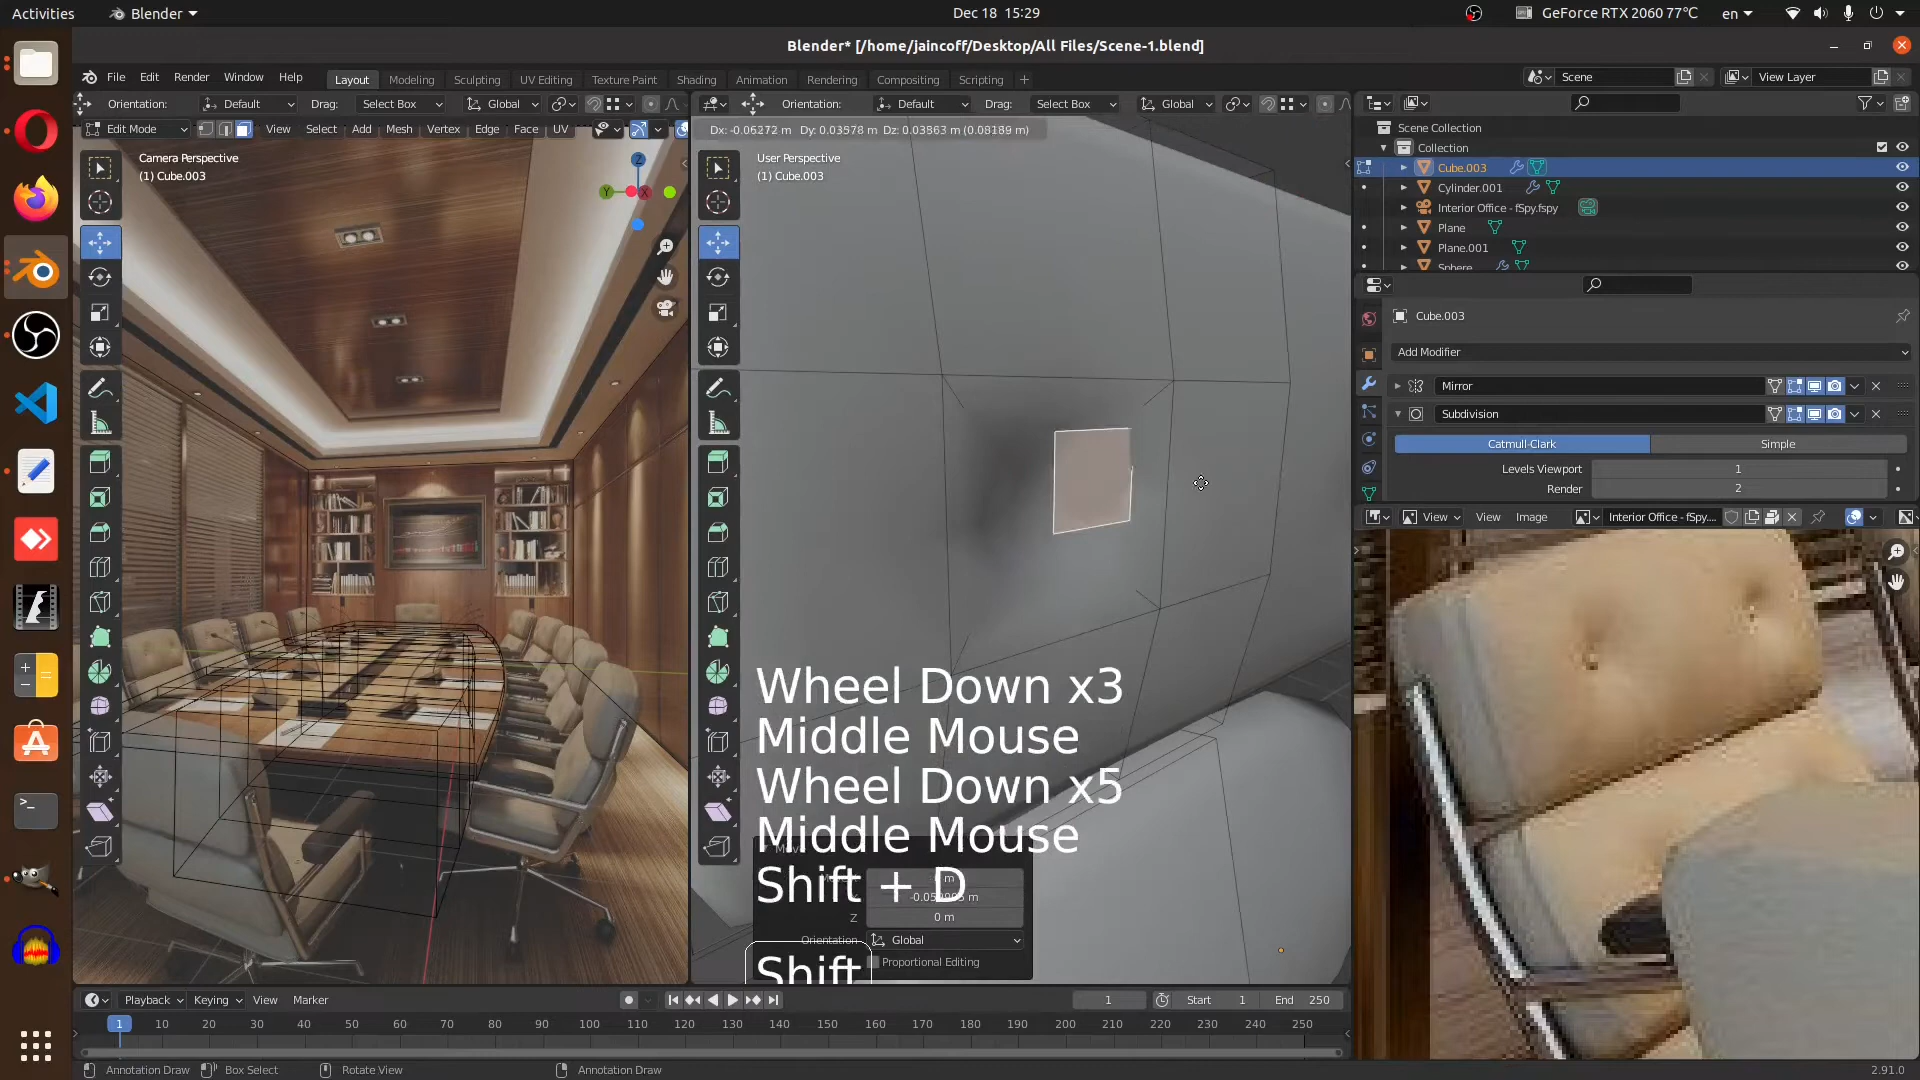 Activities
Blender
Dec 18 15:29
GeForce RTX 2060 77℃
en
Blender* [/home/jaincoff/Desktop/All Files/Scene-1.blend]
File Edit Render Window Help
Layout Modeling Sculpting UV Editing Texture Paint Shading Animation Rendering Compositing Scripting +
Scene
View Layer
Orientation: Default Drag: Select Box Global
Orientation: Default Drag: Select Box Global
Edit Mode View Select Add Mesh Vertex Edge Face UV
Dx: -0.06272 m Dy: 0.03578 m Dz: 0.03863 m (0.08189 m)
Camera Perspective
(1) Cube.003
Z
Y
X
User Perspective
(1) Cube.003
Scene Collection
Collection
Cube.003
Cylinder.001
Interior Office - fSpy.fspy
Plane
Plane.001
Sphere
Cube.003
Add Modifier
Mirror
Subdivision
Catmull-Clark Simple
Levels Viewport 1
Render 2
View View Image Interior Office - fSpy....
Wheel Down x3
Middle Mouse
Wheel Down x5
Middle Mouse
Shift + D
Shift
Move
m
m
Z 0 m
Orientation Global
Proportional Editing
Playback Keying View Marker
1
Start 1
End 250
1 10 20 30 40 50 60 70 80 90 100 110 120 130 140 150 160 170 180 190 200 210 220 230 240 250
Annotation Draw Box Select Rotate View Annotation Draw
2.91.0